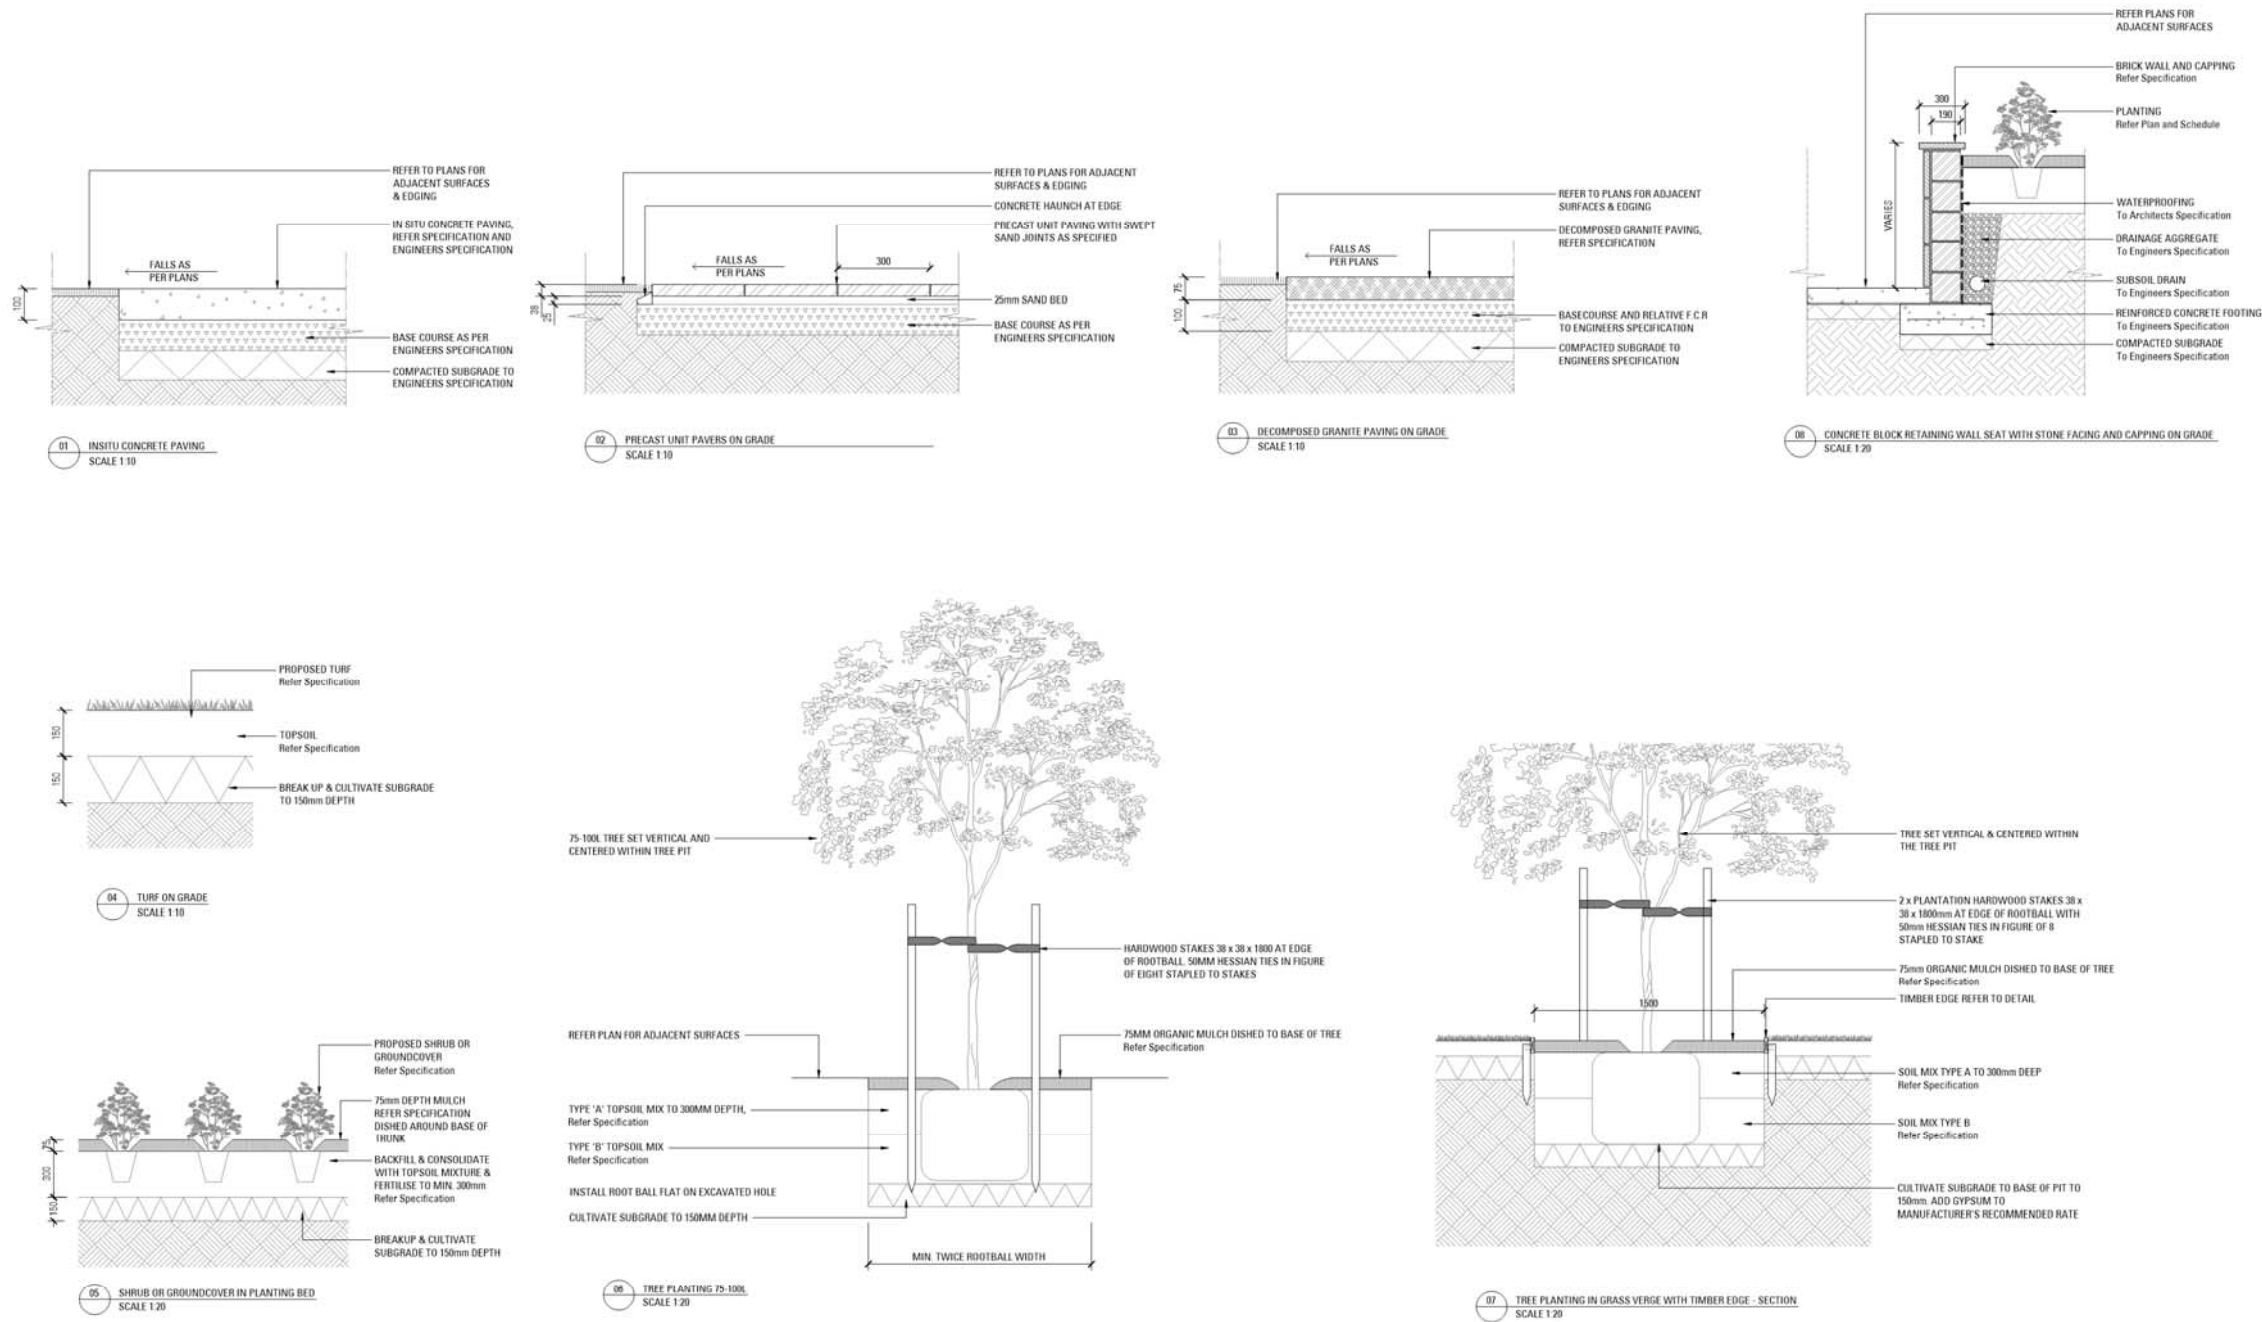 REFER TO PLANS FOR
ADJACENT SURFACES
& EDGING
IN SITU CONCRETE PAVING,
REFER SPECIFICATION AND
ENGINEERS SPECIFICATION
FALLS AS
PER PLANS
100
BASE COURSE AS PER
ENGINEERS SPECIFICATION
COMPACTED SUBGRADE TO
ENGINEERS SPECIFICATION
01 INSITU CONCRETE PAVING
SCALE 1:10
REFER TO PLANS FOR ADJACENT
SURFACES & EDGING
CONCRETE HAUNCH AT EDGE
PRECAST UNIT PAVING WITH SWEPT
SAND JOINTS AS SPECIFIED
FALLS AS
PER PLANS
300
25
25mm SAND BED
BASE COURSE AS PER
ENGINEERS SPECIFICATION
02 PRECAST UNIT PAVERS ON GRADE
SCALE 1:10
REFER TO PLANS FOR ADJACENT
SURFACES & EDGING
DECOMPOSED GRANITE PAVING,
REFER SPECIFICATION
FALLS AS
PER PLANS
75
100
BASECOURSE AND RELATIVE F.C.R
TO ENGINEERS SPECIFICATION
COMPACTED SUBGRADE TO
ENGINEERS SPECIFICATION
03 DECOMPOSED GRANITE PAVING ON GRADE
SCALE 1:10
REFER PLANS FOR
ADJACENT SURFACES
BRICK WALL AND CAPPING
Refer Specification
300
190
PLANTING
Refer Plan and Schedule
VARIES
WATERPROOFING
To Architects Specification
DRAINAGE AGGREGATE
To Engineers Specification
SUBSOIL DRAIN
To Engineers Specification
REINFORCED CONCRETE FOOTING
To Engineers Specification
COMPACTED SUBGRADE
To Engineers Specification
08 CONCRETE BLOCK RETAINING WALL SEAT WITH STONE FACING AND CAPPING ON GRADE
SCALE 1:20
PROPOSED TURF
Refer Specification
150
TOPSOIL
Refer Specification
150
BREAK UP & CULTIVATE SUBGRADE
TO 150mm DEPTH
04 TURF ON GRADE
SCALE 1:10
PROPOSED SHRUB OR
GROUNDCOVER
Refer Specification
75mm DEPTH MULCH
REFER SPECIFICATION
DISHED AROUND BASE OF
TRUNK
75
300
150
BACKFILL & CONSOLIDATE
WITH TOPSOIL MIXTURE &
FERTILISE TO MIN. 300mm
Refer Specification
BREAKUP & CULTIVATE
SUBGRADE TO 150mm DEPTH
05 SHRUB OR GROUNDCOVER IN PLANTING BED
SCALE 1:20
75-100L TREE SET VERTICAL AND
CENTERED WITHIN TREE PIT
HARDWOOD STAKES 38 x 38 x 1800 AT EDGE
OF ROOTBALL. 50MM HESSIAN TIES IN FIGURE
OF EIGHT STAPLED TO STAKES
REFER PLAN FOR ADJACENT SURFACES
75MM ORGANIC MULCH DISHED TO BASE OF TREE
Refer Specification
TYPE 'A' TOPSOIL MIX TO 300MM DEPTH,
Refer Specification
TYPE 'B' TOPSOIL MIX
Refer Specification
INSTALL ROOT BALL FLAT ON EXCAVATED HOLE
CULTIVATE SUBGRADE TO 150MM DEPTH
MIN. TWICE ROOTBALL WIDTH
06 TREE PLANTING 75-100L
SCALE 1:20
TREE SET VERTICAL & CENTERED WITHIN
THE TREE PIT
2 x PLANTATION HARDWOOD STAKES 38 x
38 x 1800mm AT EDGE OF ROOTBALL WITH
50mm HESSIAN TIES IN FIGURE OF 8
STAPLED TO STAKE
75mm ORGANIC MULCH DISHED TO BASE OF TREE
Refer Specification
TIMBER EDGE REFER TO DETAIL
1500
SOIL MIX TYPE A TO 300mm DEEP
Refer Specification
SOIL MIX TYPE B
Refer Specification
CULTIVATE SUBGRADE TO BASE OF PIT TO
150mm. ADD GYPSUM TO
MANUFACTURER'S RECOMMENDED RATE
07 TREE PLANTING IN GRASS VERGE WITH TIMBER EDGE - SECTION
SCALE 1:20